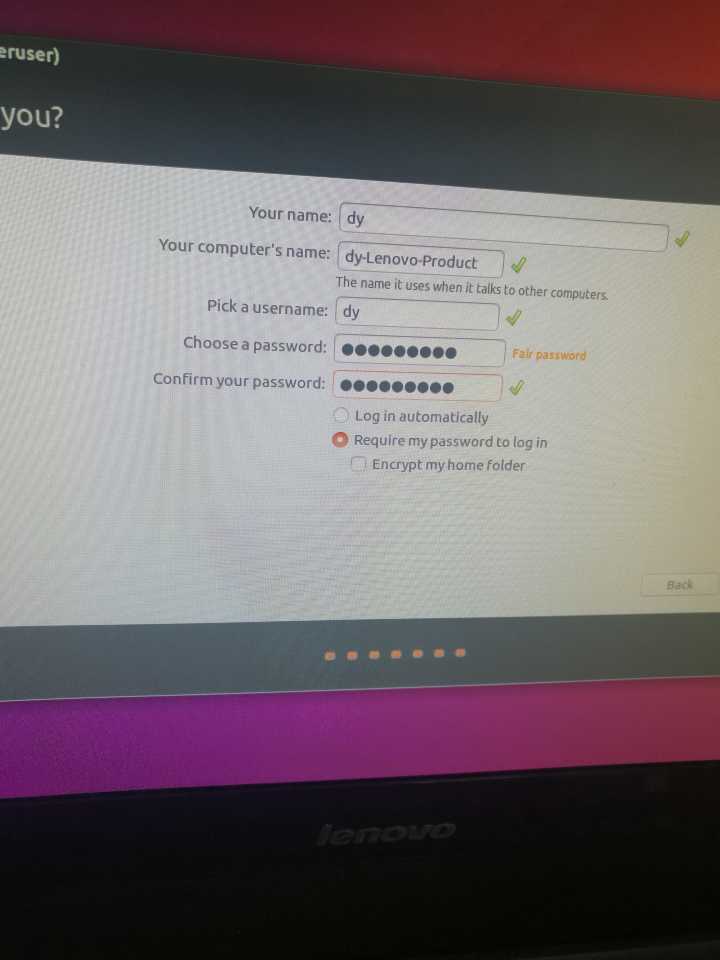 eruser)
you?
Your name: dy
Your computer's name: dy-Lenovo-Product
The name it uses when it talks to other computers.
Pick a username: dy
Choose a password: ●●●●●●●●● Fair password
Confirm your password: ●●●●●●●●●
Log in automatically
Require my password to log in
Encrypt my home folder
Back
lenovo